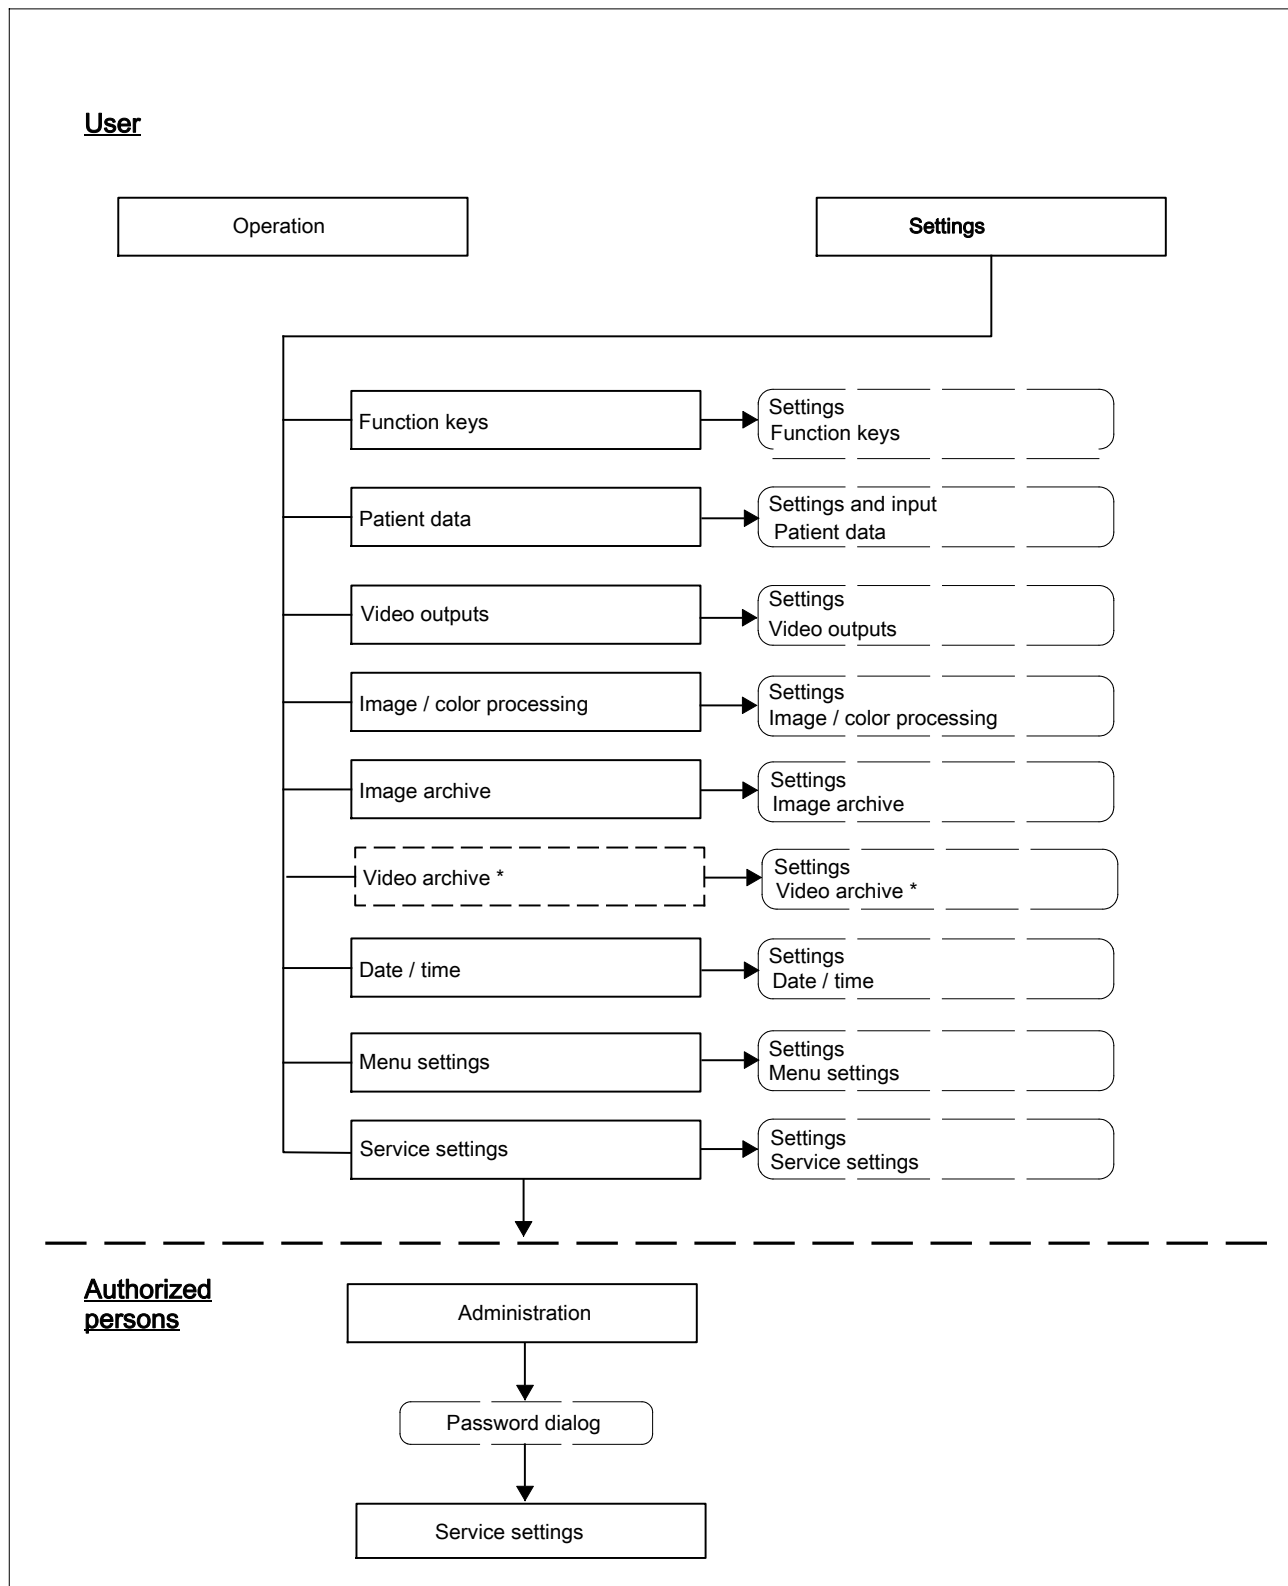 User
Operation
Settings
Function keys
Settings
Function keys
Patient data
Settings and input
Patient data
Video outputs
Settings
Video outputs
Image / color processing
Settings
Image / color processing
Image archive
Settings
Image archive
Video archive *
Settings
Video archive *
Date / time
Settings
Date / time
Menu settings
Settings
Menu settings
Service settings
Settings
Service settings
Authorized
persons
Administration
Password dialog
Service settings